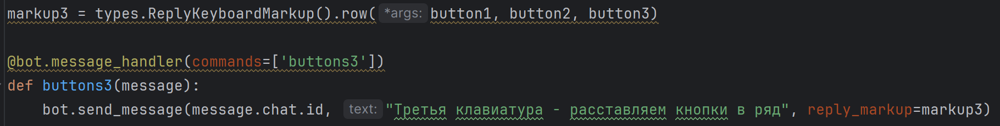 markup3 = types.ReplyKeyboardMarkup().row(*args: button1, button2, button3)
@bot.message_handler(commands=['buttons3'])
def buttons3(message):
bot.send_message(message.chat.id, text: "Третья клавиатура - расставляем кнопки в ряд", reply_markup=markup3)